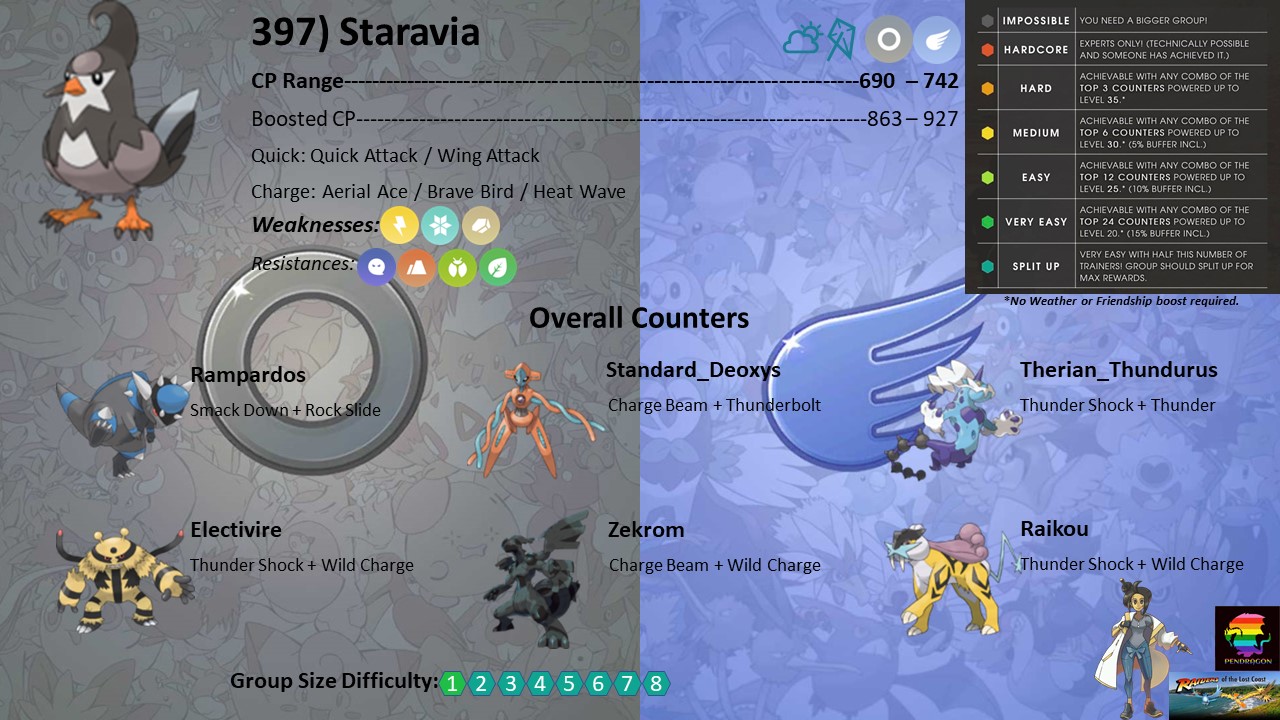 397) Staravia
CP Range------------------------------------------------------------------------690 – 742
Boosted CP-------------------------------------------------------------------------863 – 927
Quick: Quick Attack / Wing Attack
Charge: Aerial Ace / Brave Bird / Heat Wave
Weaknesses:
Resistances:
IMPOSSIBLE YOU NEED A BIGGER GROUP!
HARDCORE EXPERTS ONLY! (TECHNICALLY POSSIBLE
AND SOMEONE HAS ACHIEVED IT.)
HARD ACHIEVABLE WITH ANY COMBO OF THE
TOP 3 COUNTERS POWERED UP TO
LEVEL 35.*
MEDIUM ACHIEVABLE WITH ANY COMBO OF THE
TOP 6 COUNTERS POWERED UP TO
LEVEL 30.* (5% BUFFER INCL.)
EASY ACHIEVABLE WITH ANY COMBO OF THE
TOP 12 COUNTERS POWERED UP TO
LEVEL 25.* (10% BUFFER INCL.)
VERY EASY ACHIEVABLE WITH ANY COMBO OF THE
TOP 24 COUNTERS POWERED UP TO
LEVEL 20.* (15% BUFFER INCL.)
SPLIT UP VERY EASY WITH HALF THIS NUMBER OF
TRAINERS! GROUP SHOULD SPLIT UP FOR
MAX REWARDS.
*No Weather or Friendship boost required.
Overall Counters
Rampardos
Smack Down + Rock Slide
Standard_Deoxys
Charge Beam + Thunderbolt
Therian_Thundurus
Thunder Shock + Thunder
Electivire
Thunder Shock + Wild Charge
Zekrom
Charge Beam + Wild Charge
Raikou
Thunder Shock + Wild Charge
Group Size Difficulty: 1 2 3 4 5 6 7 8
PENDRAGON
RAIDERS of the Lost Coast